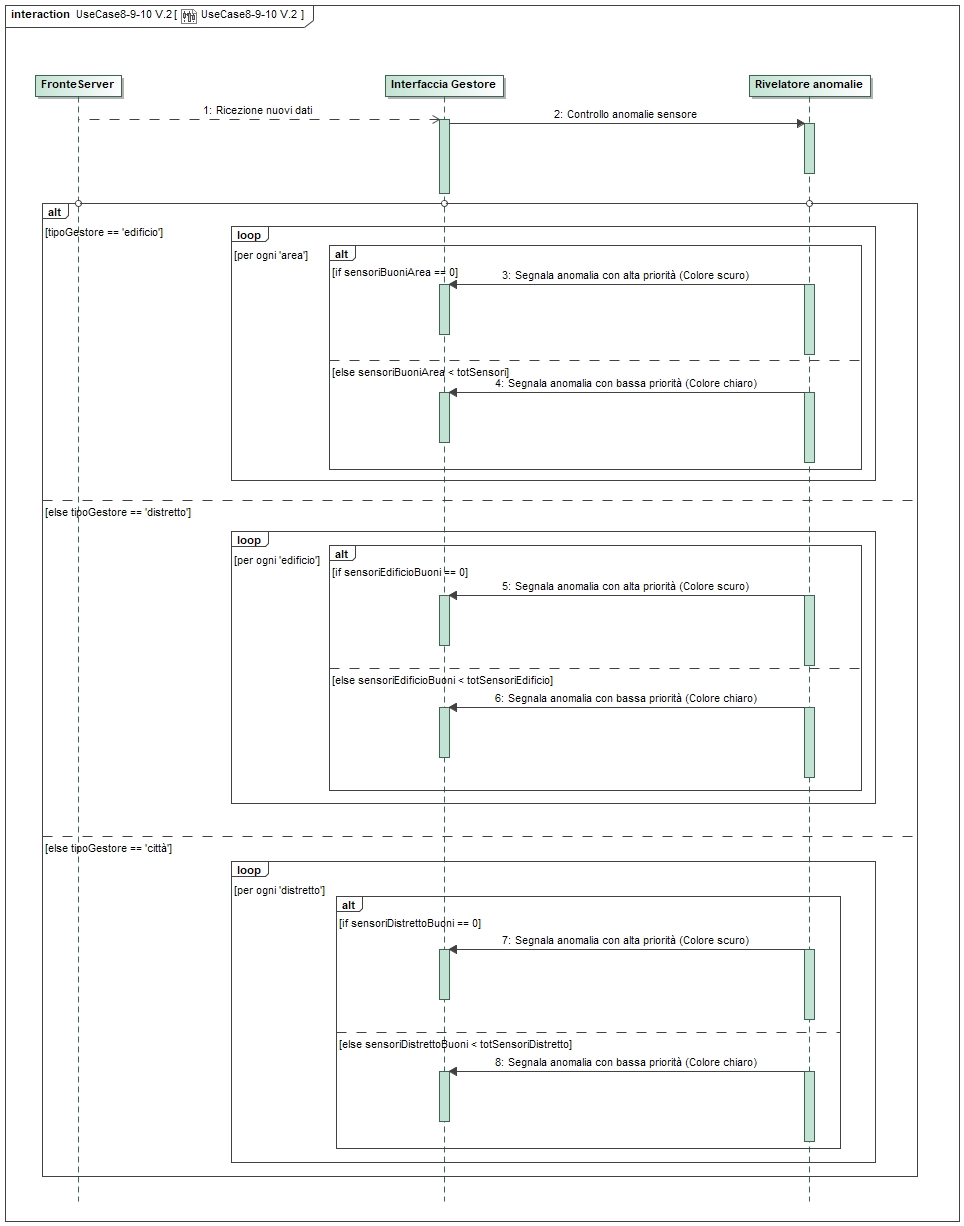 interaction UseCase8-9-10 V.2 [ UseCase8-9-10 V.2 ]
FronteServer
Interfaccia Gestore
Rivelatore anomalie
1: Ricezione nuovi dati
2: Controllo anomalie sensore
alt
[tipoGestore == 'edificio']
loop
[per ogni 'area']
alt
[if sensoriBuoniArea == 0]
3: Segnala anomalia con alta priorità (Colore scuro)
[else sensoriBuoniArea < totSensori]
4: Segnala anomalia con bassa priorità (Colore chiaro)
[else tipoGestore == 'distretto']
loop
[per ogni 'edificio']
alt
[if sensoriEdificioBuoni == 0]
5: Segnala anomalia con alta priorità (Colore scuro)
[else sensoriEdificioBuoni < totSensoriEdificio]
6: Segnala anomalia con bassa priorità (Colore chiaro)
[else tipoGestore == 'città']
loop
[per ogni 'distretto']
alt
[if sensoriDistrettoBuoni == 0]
7: Segnala anomalia con alta priorità (Colore scuro)
[else sensoriDistrettoBuoni < totSensoriDistretto]
8: Segnala anomalia con bassa priorità (Colore chiaro)